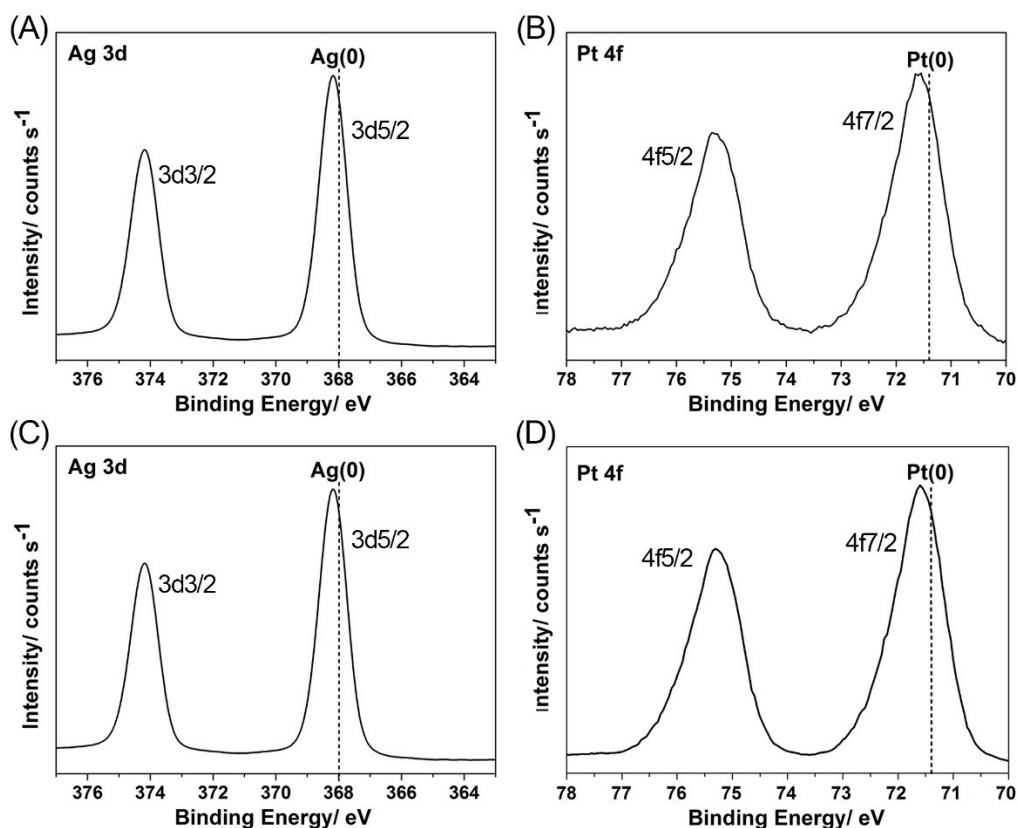 (A)
Ag 3d
Ag(0)
3d5/2
3d3/2
Intensity/ counts s⁻¹
376 374 372 370 368 366 364
Binding Energy/ eV
(B)
Pt 4f
Pt(0)
4f7/2
4f5/2
Intensity/ counts s⁻¹
78 77 76 75 74 73 72 71 70
Binding Energy/ eV
(C)
Ag 3d
Ag(0)
3d5/2
3d3/2
Intensity/ counts s⁻¹
376 374 372 370 368 366 364
Binding Energy/ eV
(D)
Pt 4f
Pt(0)
4f7/2
4f5/2
Intensity/ counts s⁻¹
78 77 76 75 74 73 72 71 70
Binding Energy/ eV